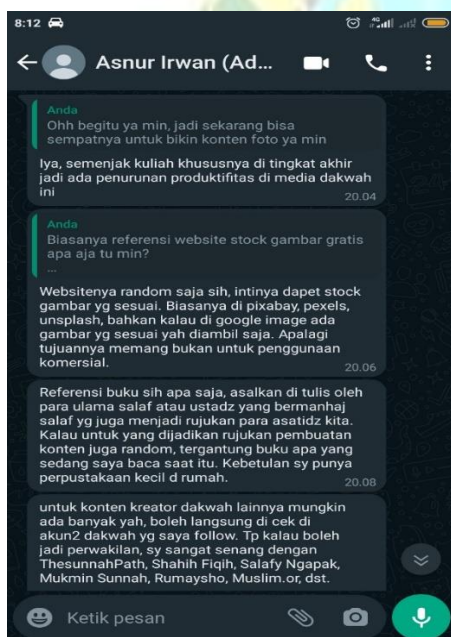 8:12
4G
Asnur Irwan (Ad...
Anda
Ohh begitu ya min, jadi sekarang bisa
sempatnya untuk bikin konten foto ya min
Iya, semenjak kuliah khususnya di tingkat akhir
jadi ada penurunan produktifitas di media dakwah
ini
20.04
Anda
Biasanya referensi website stock gambar gratis
apa aja tu min?
...
Websitenya random saja sih, intinya dapet stock
gambar yg sesuai. Biasanya di pixabay, pexels,
unsplash, bahkan kalau di google image ada
gambar yg sesuai yah diambil saja. Apalagi
tujuannya memang bukan untuk penggunaan
komersial.
20.06
Referensi buku sih apa saja, asalkan di tulis oleh
para ulama salaf atau ustadz yang bermanhaj
salaf yg juga menjadi rujukan para asatidz kita.
Kalau untuk yang dijadikan rujukan pembuatan
konten juga random, tergantung buku apa yang
sedang saya baca saat itu. Kebetulan sy punya
perpustakaan kecil d rumah.
20.08
untuk konten kreator dakwah lainnya mungkin
ada banyak yah, boleh langsung di cek di
akun2 dakwah yg saya follow. Tp kalau boleh
jadi perwakilan, sy sangat senang dengan
ThesunnahPath, Shahih Fiqih, Salafy Ngapak,
Mukmin Sunnah, Rumaysho, Muslim.or, dst.
Ketik pesan